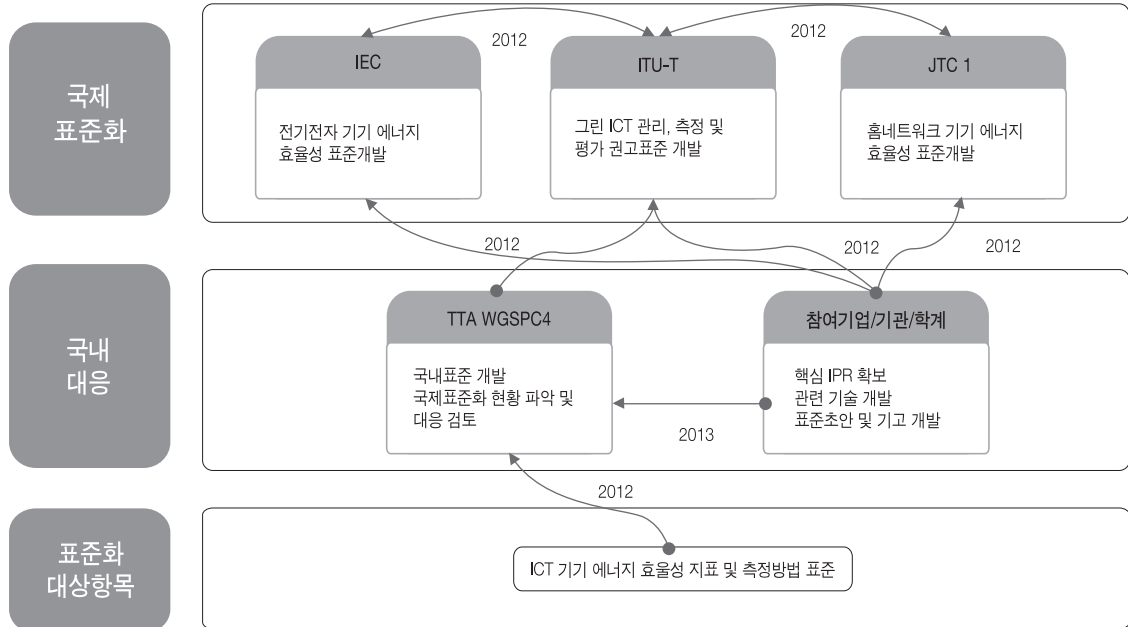 국제
표준화
2012
2012
IEC
ITU-T
JTC 1
전기전자 기기 에너지
효율성 표준개발
그린 ICT 관리, 측정 및
평가 권고표준 개발
홈네트워크 기기 에너지
효율성 표준개발
2012
2012
2012
국내
대응
TTA WGSPC4
참여기업/기관/학계
국내표준 개발
국제표준화 현황 파악 및
대응 검토
핵심 IPR 확보
관련 기술 개발
표준초안 및 기고 개발
2013
2012
표준화
대상항목
ICT 기기 에너지 효울성 지표 및 측정방법 표준